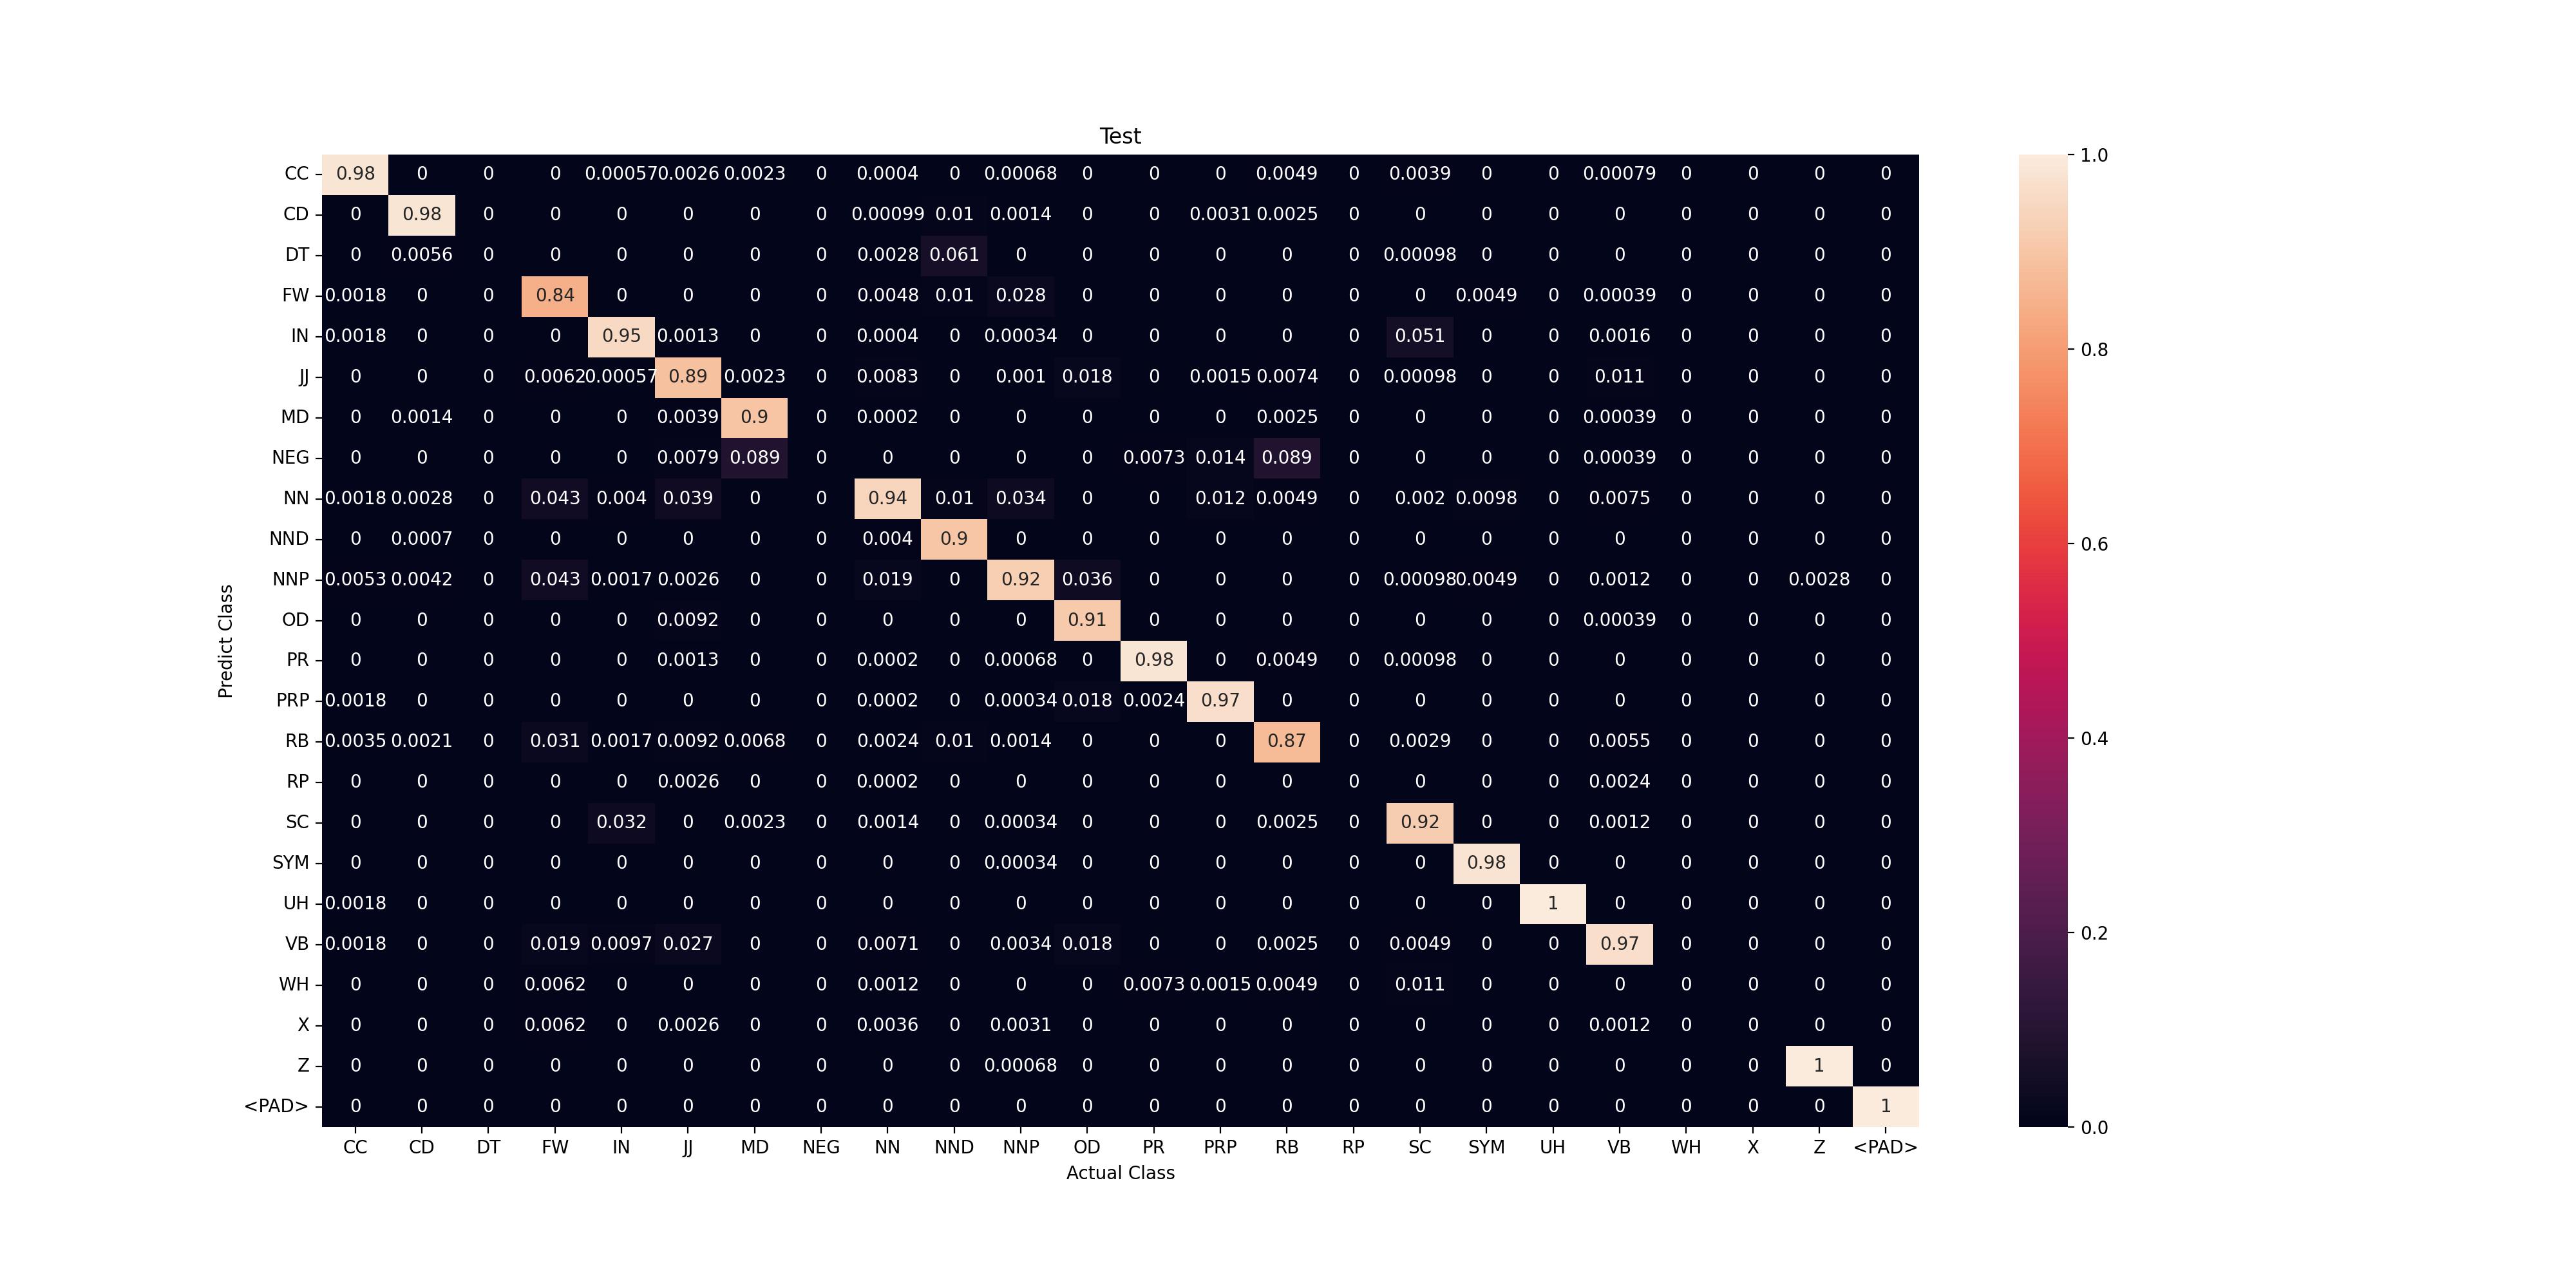 Test
CC 0.98 0 0 0 0.00057 0.0026 0.0023 0 0.0004 0 0.00068 0 0 0 0.0049 0 0.0039 0 0 0.00079 0 0 0 0
CD 0 0.98 0 0 0 0 0 0 0.00099 0.01 0.0014 0 0 0.0031 0.0025 0 0 0 0 0 0 0 0 0
DT 0 0.0056 0 0 0 0 0 0 0.0028 0.061 0 0 0 0 0 0 0.00098 0 0 0 0 0 0 0
FW 0.0018 0 0 0.84 0 0 0 0 0.0048 0.01 0.028 0 0 0 0 0 0 0.0049 0 0.00039 0 0 0 0
IN 0.0018 0 0 0 0.95 0.0013 0 0 0.0004 0 0.00034 0 0 0 0 0 0.051 0 0 0.0016 0 0 0 0
JJ 0 0 0 0.0062 0.00057 0.89 0.0023 0 0.0083 0 0.001 0.018 0 0.0015 0.0074 0 0.00098 0 0 0.011 0 0 0 0
MD 0 0.0014 0 0 0 0.0039 0.9 0 0.0002 0 0 0 0 0 0.0025 0 0 0 0 0.00039 0 0 0 0
NEG 0 0 0 0 0 0.0079 0.089 0 0 0 0 0 0.0073 0.014 0.089 0 0 0 0 0.00039 0 0 0 0
NN 0.0018 0.0028 0 0.043 0.004 0.039 0 0 0.94 0.01 0.034 0 0 0.012 0.0049 0 0.002 0.0098 0 0.0075 0 0 0 0
NND 0 0.0007 0 0 0 0 0 0 0.004 0.9 0 0 0 0 0 0 0 0 0 0 0 0 0 0
NNP 0.0053 0.0042 0 0.043 0.0017 0.0026 0 0 0.019 0 0.92 0.036 0 0 0 0 0.00098 0.0049 0 0.0012 0 0 0.0028 0
OD 0 0 0 0 0 0.0092 0 0 0 0 0 0.91 0 0 0 0 0 0 0 0.00039 0 0 0 0
PR 0 0 0 0 0 0.0013 0 0 0.0002 0 0.00068 0 0.98 0 0.0049 0 0.00098 0 0 0 0 0 0 0
PRP 0.0018 0 0 0 0 0 0 0 0.0002 0 0.00034 0.018 0.0024 0.97 0 0 0 0 0 0 0 0 0 0
RB 0.0035 0.0021 0 0.031 0.0017 0.0092 0.0068 0 0.0024 0.01 0.0014 0 0 0 0.87 0 0.0029 0 0 0.0055 0 0 0 0
RP 0 0 0 0 0 0.0026 0 0 0.0002 0 0 0 0 0 0 0 0 0 0 0.0024 0 0 0 0
SC 0 0 0 0 0.032 0 0.0023 0 0.0014 0 0.00034 0 0 0 0.0025 0 0.92 0 0 0.0012 0 0 0 0
SYM 0 0 0 0 0 0 0 0 0 0 0.00034 0 0 0 0 0 0 0.98 0 0 0 0 0 0
UH 0.0018 0 0 0 0 0 0 0 0 0 0 0 0 0 0 0 0 0 1 0 0 0 0 0
VB 0.0018 0 0 0.019 0.0097 0.027 0 0 0.0071 0 0.0034 0.018 0 0 0.0025 0 0.0049 0 0 0.97 0 0 0 0
WH 0 0 0 0.0062 0 0 0 0 0.0012 0 0 0 0.0073 0.0015 0.0049 0 0.011 0 0 0 0 0 0 0
X 0 0 0 0.0062 0 0.0026 0 0 0.0036 0 0.0031 0 0 0 0 0 0 0 0 0.0012 0 0 0 0
Z 0 0 0 0 0 0 0 0 0 0 0.00068 0 0 0 0 0 0 0 0 0 0 0 1 0
<PAD> 0 0 0 0 0 0 0 0 0 0 0 0 0 0 0 0 0 0 0 0 0 0 0 1
CC CD DT FW IN JJ MD NEG NN NND NNP OD PR PRP RB RP SC SYM UH VB WH X Z <PAD>
Actual Class
Predict Class
1.0
0.8
0.6
0.4
0.2
0.0